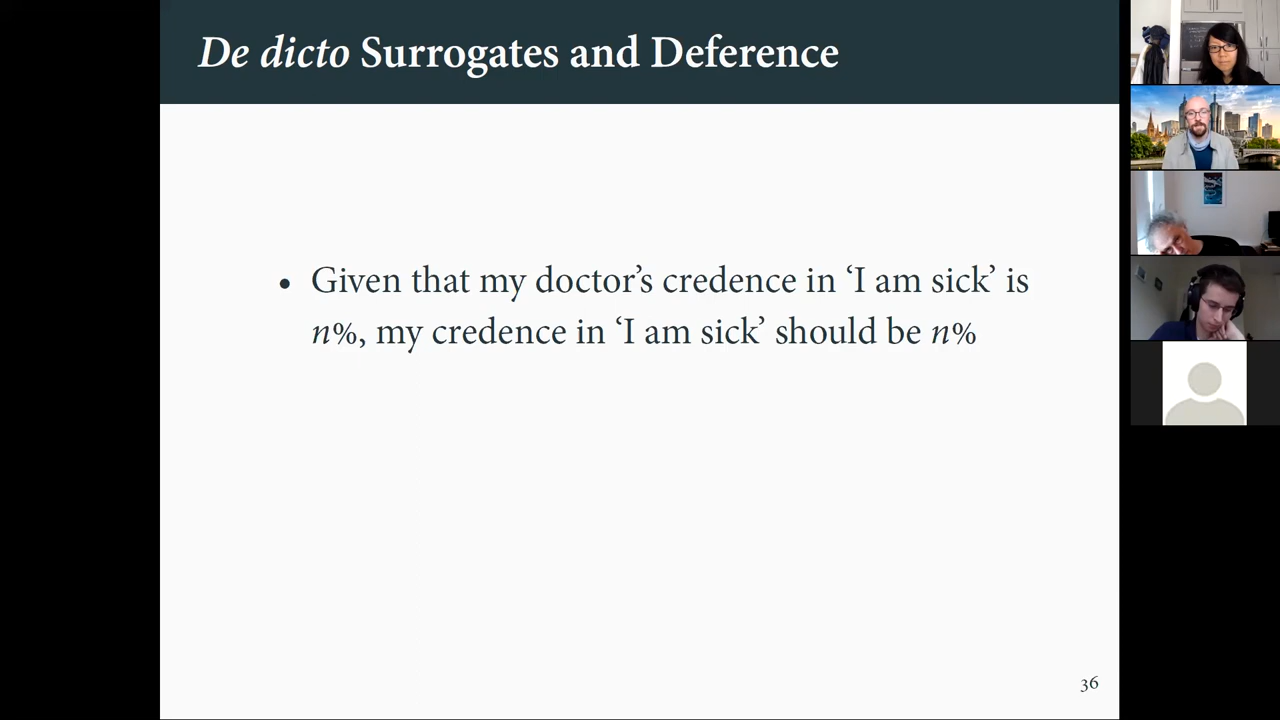 De dicto Surrogates and Deference
• Given that my doctor’s credence in ‘I am sick’ is
n%, my credence in ‘I am sick’ should be n%
36